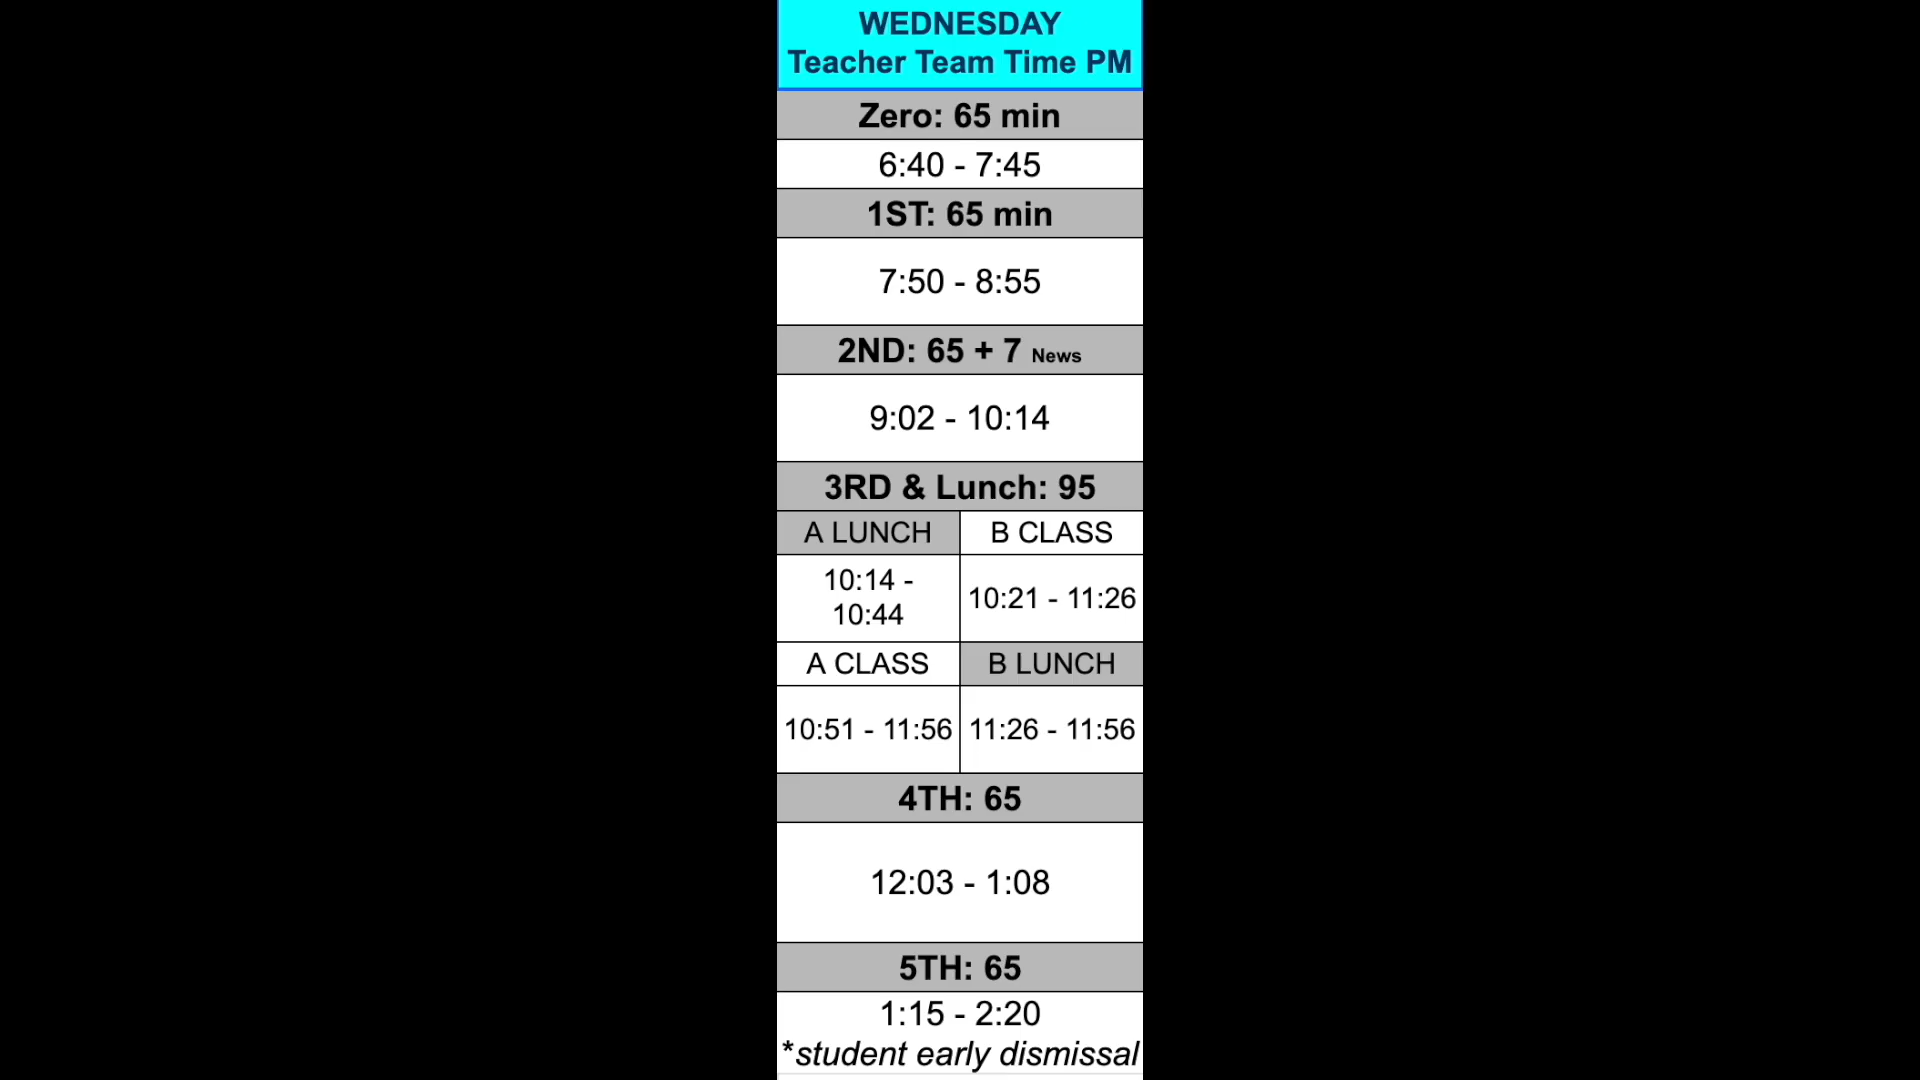 WEDNESDAY
Teacher Team Time PM
Zero: 65 min
6:40 - 7:45
1ST: 65 min
7:50 - 8:55
2ND: 65 + 7 News
9:02 - 10:14
3RD & Lunch: 95
A LUNCH
B CLASS
10:14 -
10:44
10:21 - 11:26
A CLASS
B LUNCH
10:51 - 11:56
11:26 - 11:56
4TH: 65
12:03 - 1:08
5TH: 65
1:15 - 2:20
*student early dismissal